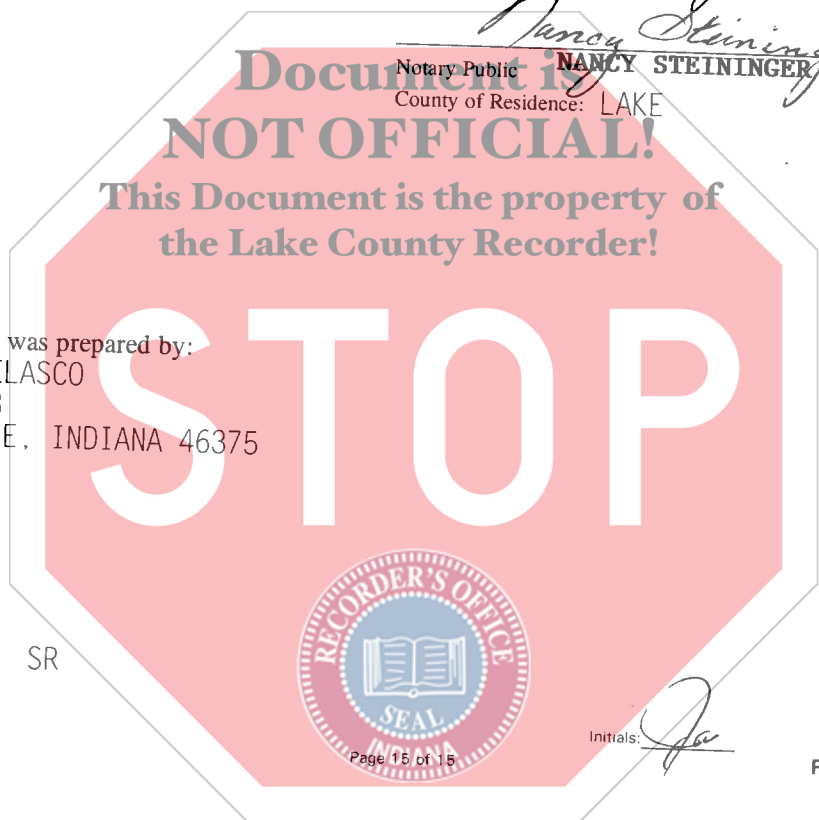 Nancy Steining
Document is
Notary Public NANCY STEININGER
County of Residence: LAKE
NOT OFFICIAL!
This Document is the property of
the Lake County Recorder!
STOP
was prepared by:
ELASCO
E, INDIANA 46375
RECORDER'S OFFICE
SEAL
INDIANA
SR
Initials:
Page 15 of 15
F